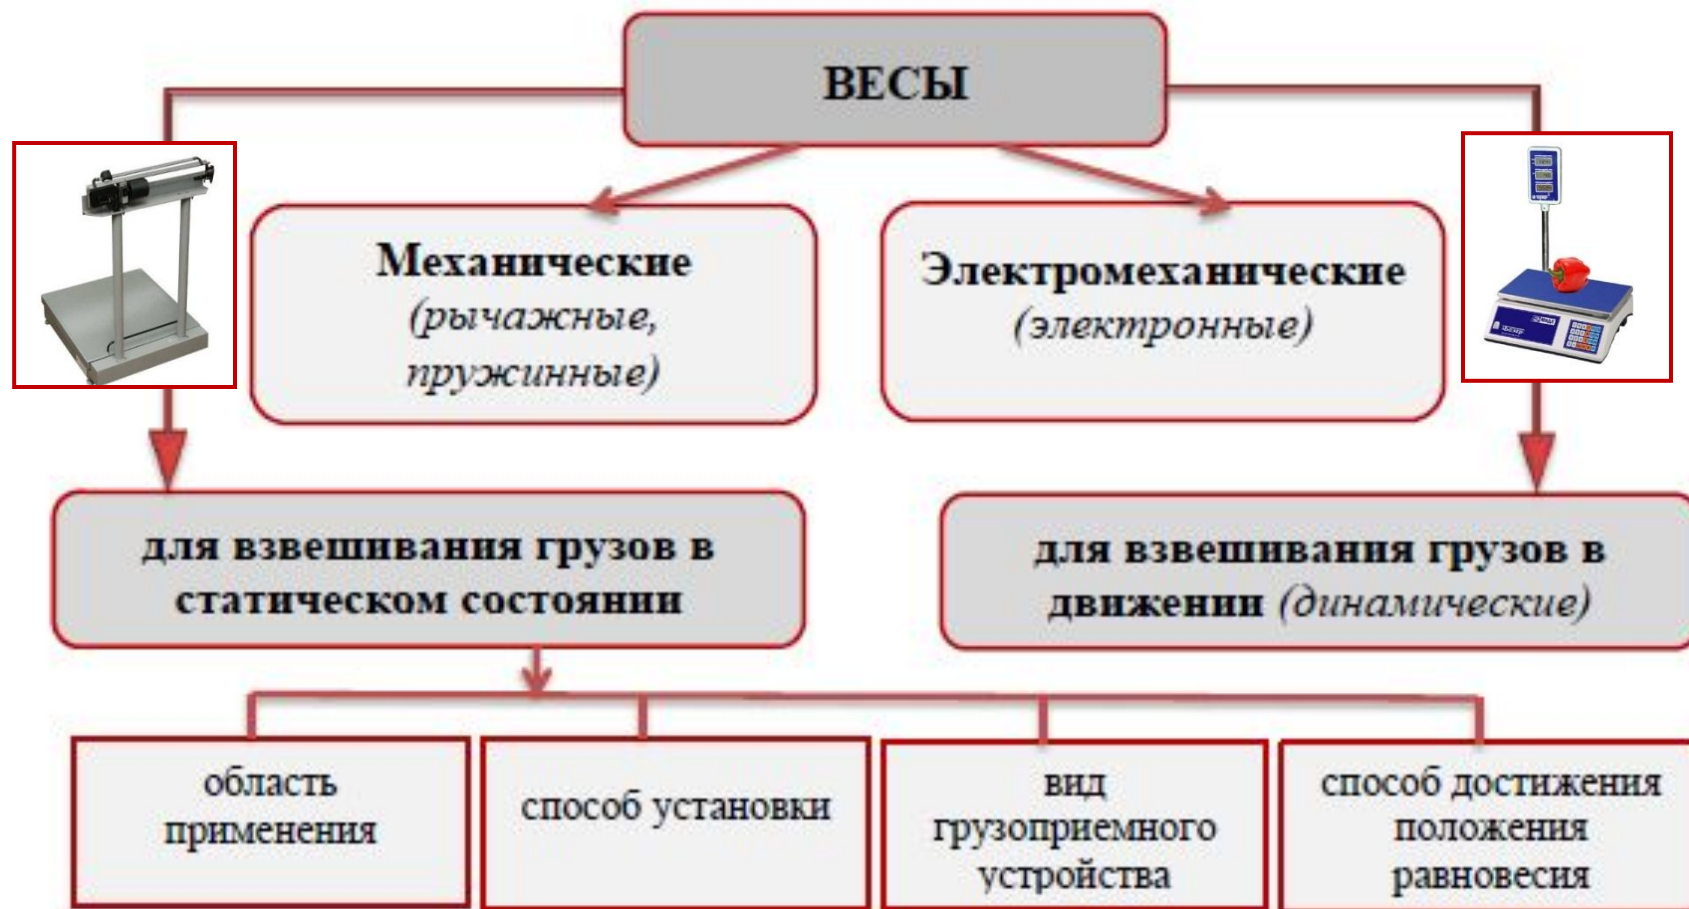 ВЕСЫ
Механические
(рычажные,
пружинные)
Электромеханические
(электронные)
для взвешивания грузов в
статическом состоянии
для взвешивания грузов в
движении (динамические)
область
применения
способ установки
вид
грузоприемного
устройства
способ достижения
положения
равновесия